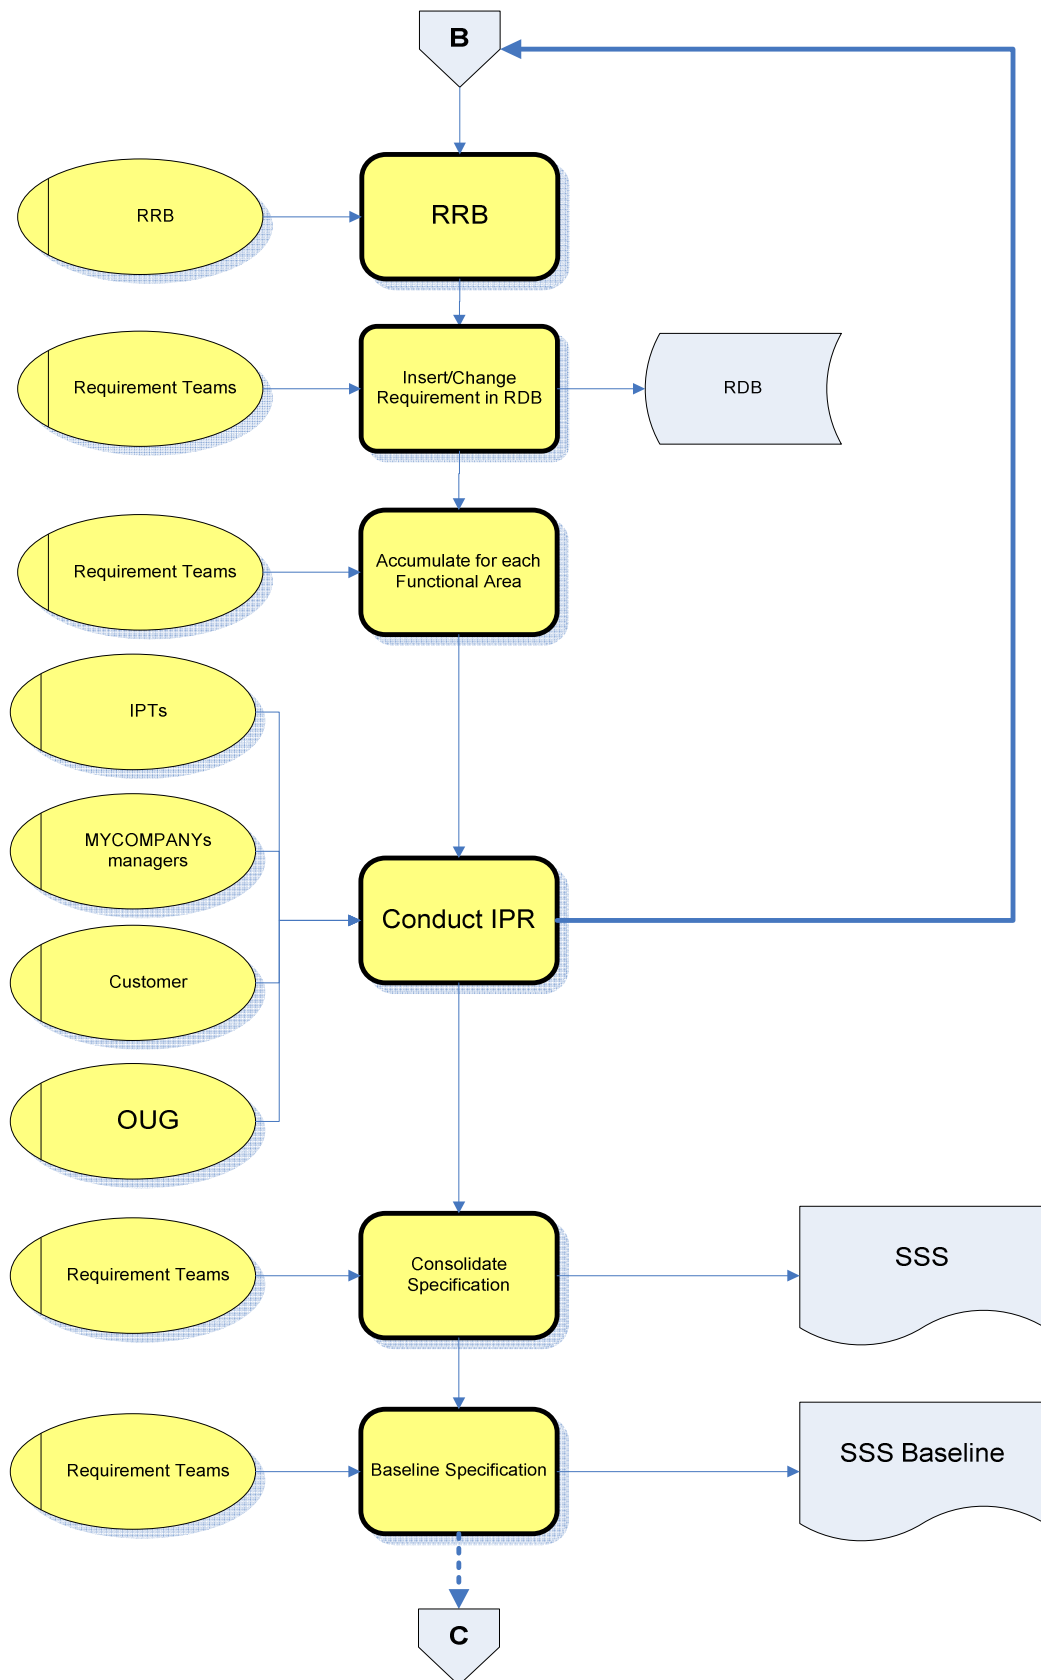 B
RRB
RRB
Requirement Teams
Insert/Change
Requirement in RDB
RDB
Requirement Teams
Accumulate for each
Functional Area
IPTs
MYCOMPANYs
managers
Conduct IPR
Customer
OUG
Requirement Teams
Consolidate
Specification
SSS
Requirement Teams
Baseline Specification
SSS Baseline
C